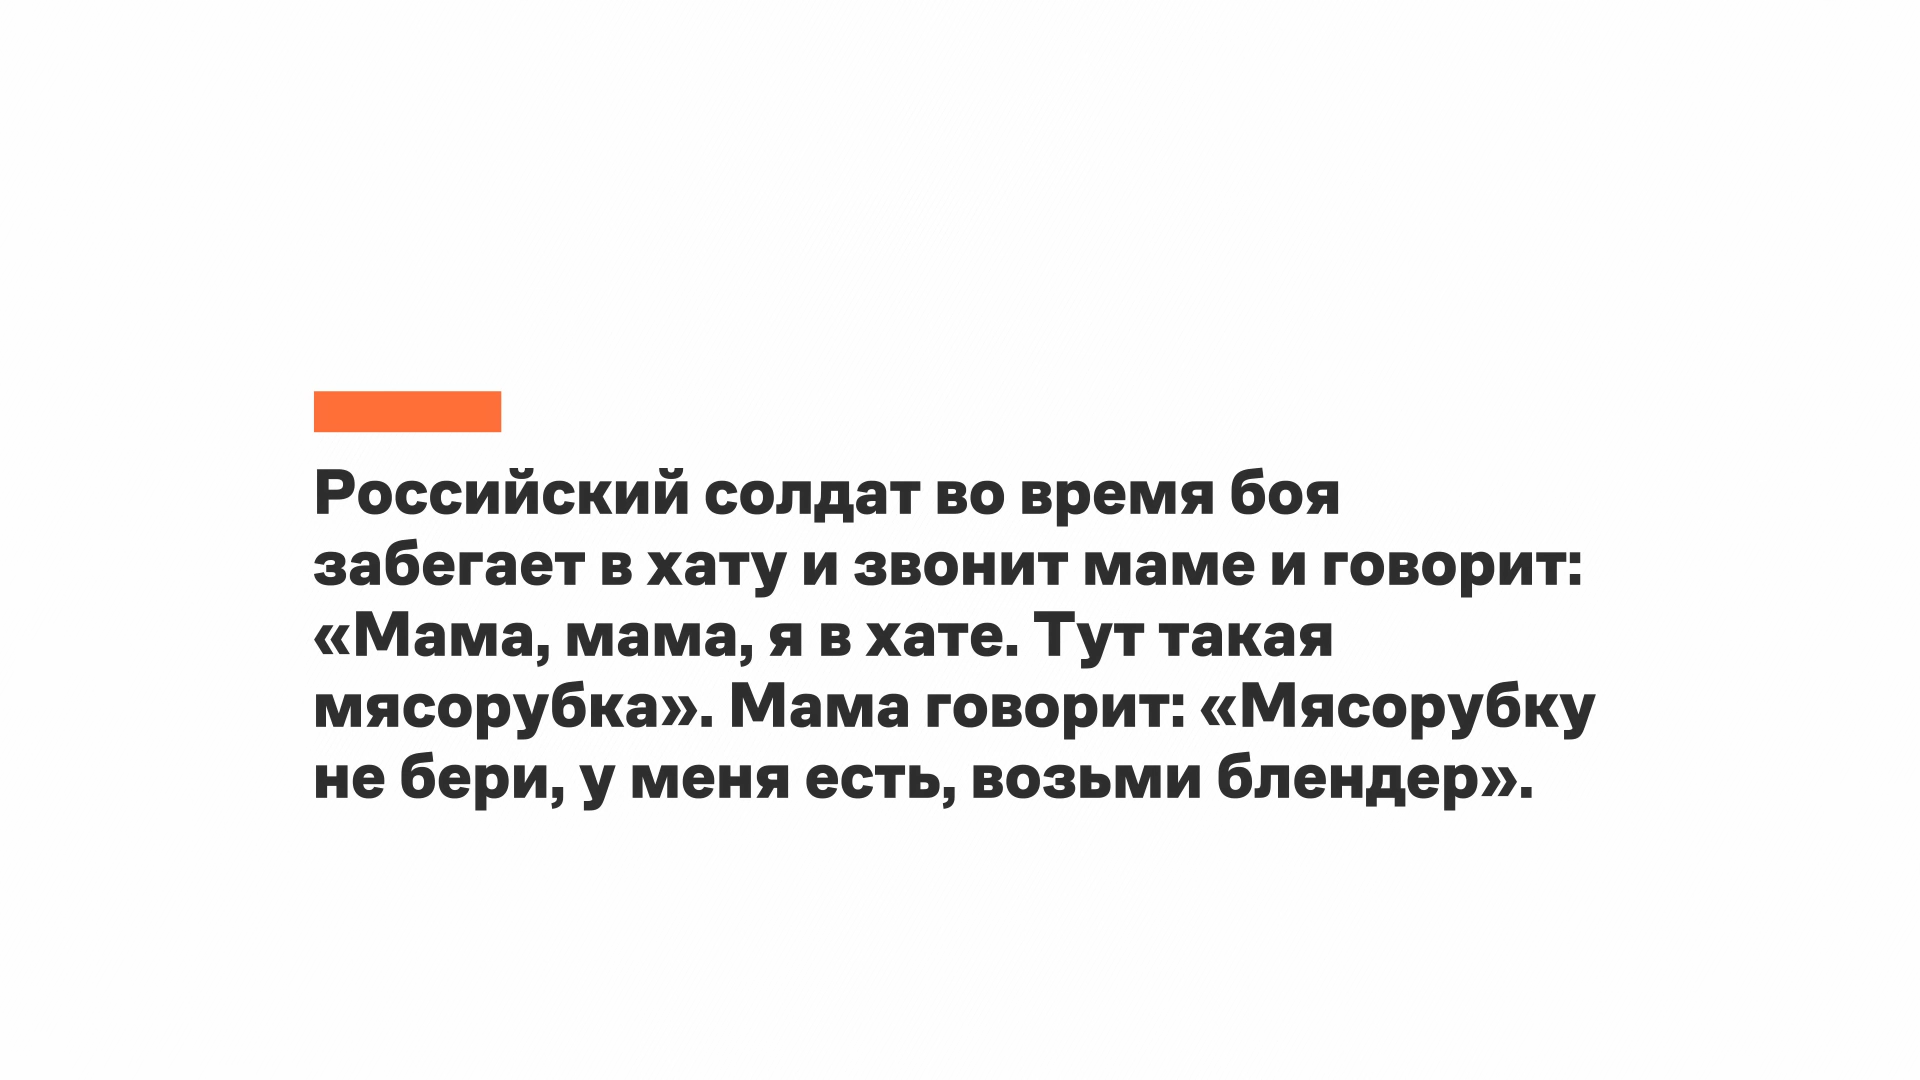 Российский солдат во время боя
забегает в хату и звонит маме и говорит:
«Мама, мама, я в хате. Тут такая
мясорубка». Мама говорит: «Мясорубку
не бери, у меня есть, возьми блендер».